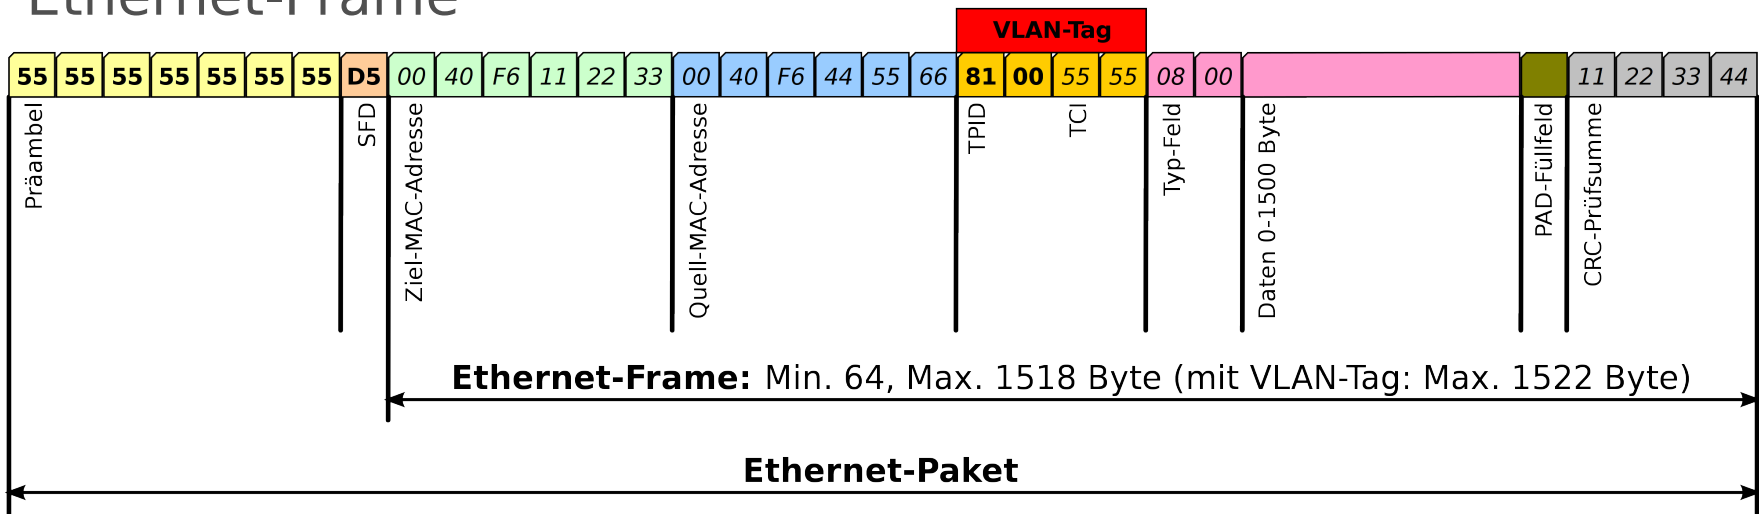 Ethernet-Frame
VLAN-Tag
55 55 55 55 55 55 55 D5 00 40 F6 11 22 33 00 40 F6 44 55 66 81 00 55 55 08 00 11 22 33 44
Präambel
SFD
Ziel-MAC-Adresse
Quell-MAC-Adresse
TPID
TCI
Typ-Feld
Daten 0-1500 Byte
PAD-Füllfeld
CRC-Prüfsumme
Ethernet-Frame: Min. 64, Max. 1518 Byte (mit VLAN-Tag: Max. 1522 Byte)
Ethernet-Paket